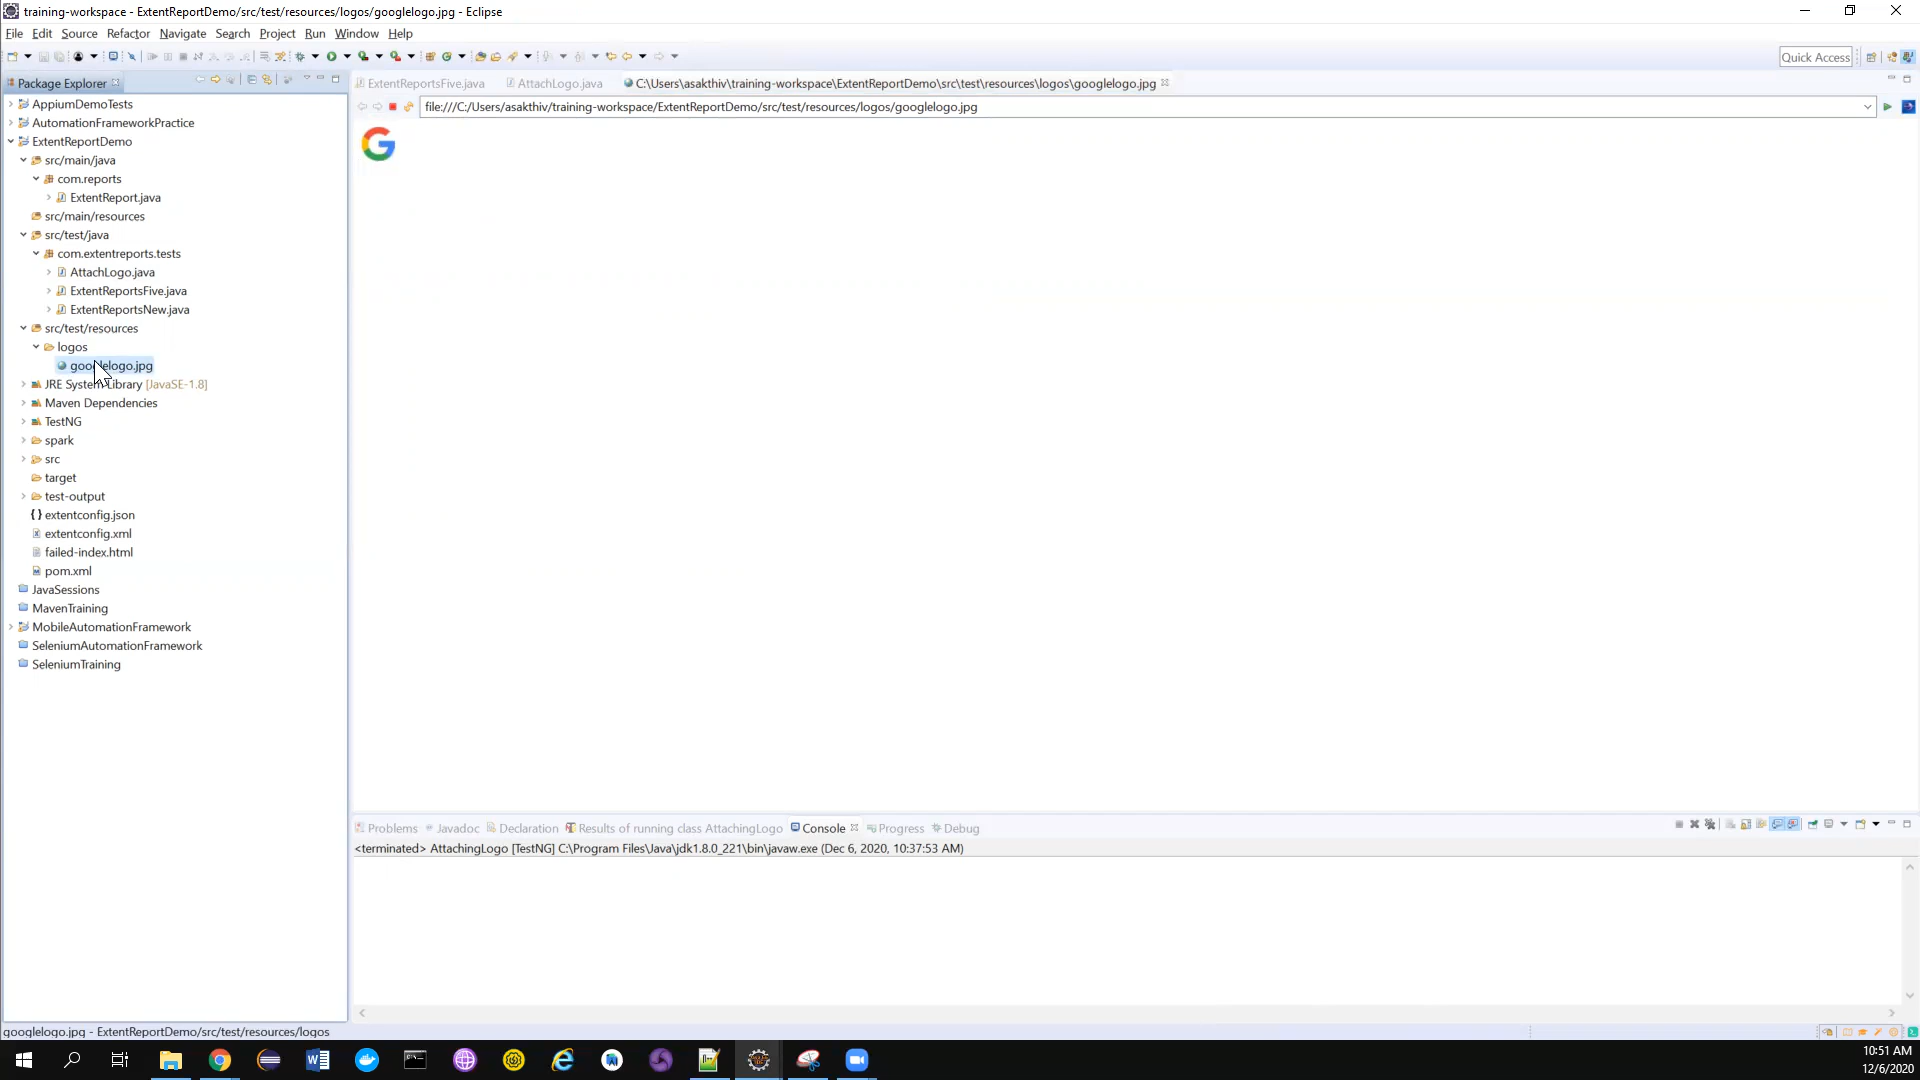 training-workspace - ExtentReportDemo/src/test/resources/logos/googlelogo.jpg - Eclipse
File Edit Source Refactor Navigate Search Project Run Window Help
Quick Access
Package Explorer
ExtentReportsFive.java AttachLogo.java C:\Users\asakthiv\training-workspace\ExtentReportDemo\src\test\resources\logos\googlelogo.jpg
file:///C:/Users/asakthiv/training-workspace/ExtentReportDemo/src/test/resources/logos/googlelogo.jpg
AppiumDemoTests
AutomationFrameworkPractice
ExtentReportDemo
src/main/java
com.reports
ExtentReport.java
src/main/resources
src/test/java
com.extentreports.tests
AttachLogo.java
ExtentReportsFive.java
ExtentReportsNew.java
src/test/resources
logos
googlelogo.jpg
JRE System Library [JavaSE-1.8]
Maven Dependencies
TestNG
spark
src
target
test-output
extentconfig.json
extentconfig.xml
failed-index.html
pom.xml
JavaSessions
MavenTraining
MobileAutomationFramework
SeleniumAutomationFramework
SeleniumTraining
Problems Javadoc Declaration Results of running class AttachingLogo Console Progress Debug
<terminated> AttachingLogo [TestNG] C:\Program Files\Java\jdk1.8.0_221\bin\javaw.exe (Dec 6, 2020, 10:37:53 AM)
googlelogo.jpg - ExtentReportDemo/src/test/resources/logos
10:51 AM
12/6/2020